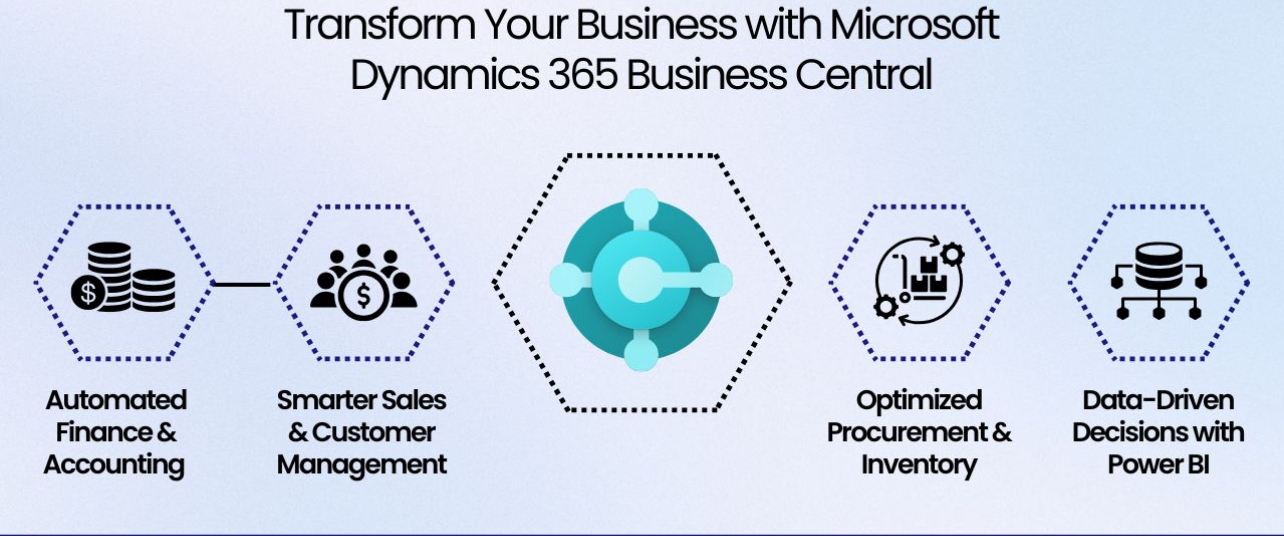 Transform Your Business with Microsoft
Dynamics 365 Business Central
$
$
Automated
Finance &
Accounting
Smarter Sales
& Customer
Management
Optimized
Procurement &
Inventory
Data-Driven
Decisions with
Power BI